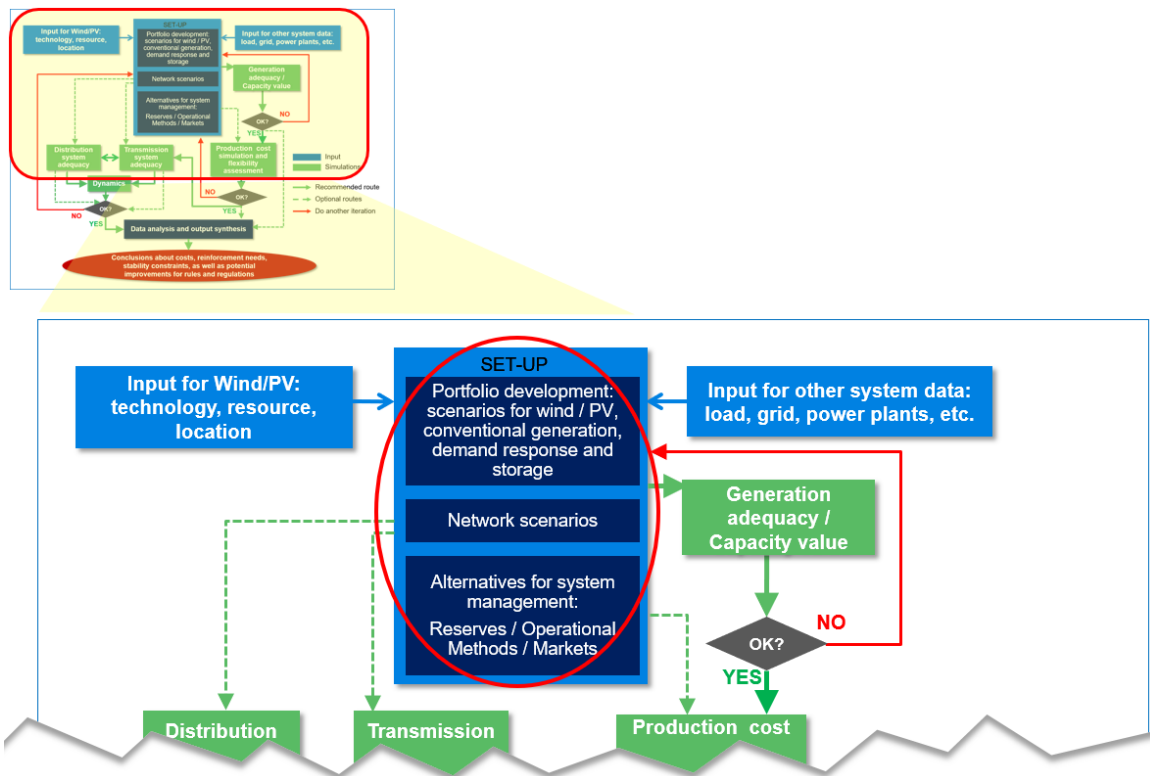 SET-UP
Input for Wind/PV:
technology, resource,
location
Portfolio development:
scenarios for wind / PV,
conventional generation,
demand response and
storage
Input for other system data:
load, grid, power plants, etc.
Network scenarios
Generation
adequacy /
Capacity value
Alternatives for system
management:
Reserves / Operational
Methods / Markets
NO
OK?
YES
Distribution
system
adequacy
Transmission
system
adequacy
Production cost
simulation and
flexibility
assessment
Input
Simulations
Dynamics
Recommended route
Optional routes
Do another iteration
NO
OK?
OK?
NO
YES
YES
Data analysis and output synthesis
Conclusions about costs, reinforcement needs,
stability constraints, as well as potential
improvements for rules and regulations
SET-UP
Input for Wind/PV:
technology, resource,
location
Portfolio development:
scenarios for wind / PV,
conventional generation,
demand response and
storage
Input for other system data:
load, grid, power plants, etc.
Network scenarios
Generation
adequacy /
Capacity value
Alternatives for system
management:
Reserves / Operational
Methods / Markets
NO
OK?
YES
Distribution
Transmission
Production cost